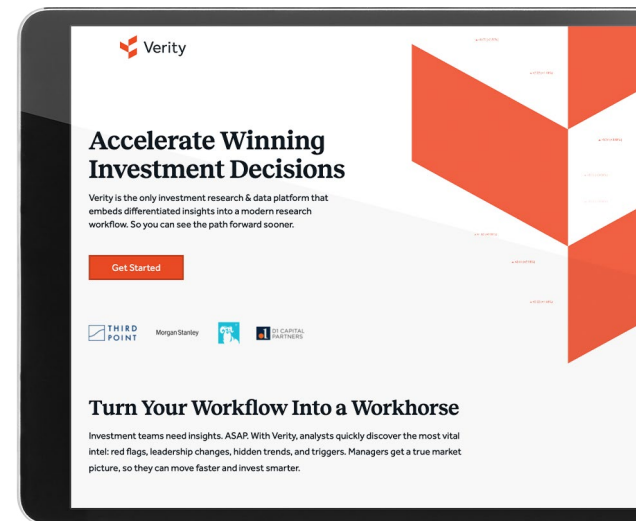 Verity
Accelerate Winning
Investment Decisions
Verity is the only investment research & data platform that
embeds differentiated insights into a modern research
workflow. So you can see the path forward sooner.
Get Started
THIRD
POINT
Morgan Stanley
D1 CAPITAL
PARTNERS
Turn Your Workflow Into a Workhorse
Investment teams need insights. ASAP. With Verity, analysts quickly discover the most vital
intel: red flags, leadership changes, hidden trends, and triggers. Managers get a true market
picture, so they can move faster and invest smarter.